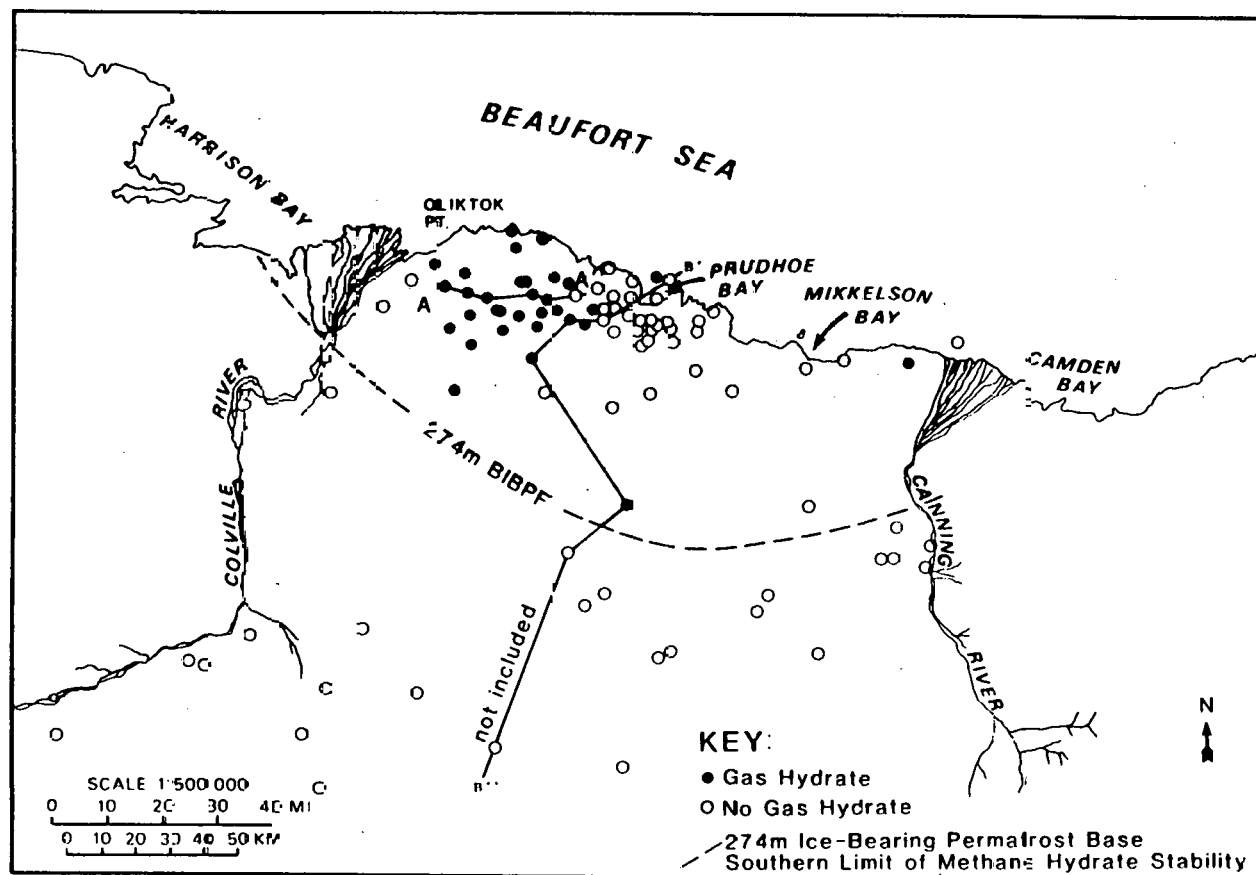 BEAUFORT SEA
HARRISON BAY
OLIKTOK
PT.
A
A'
B'
PRUDHOE
BAY
MIKKELSON
BAY
CAMDEN
BAY
RIVER
COLVILLE
274m BIBPF
CANNING
RIVER
not included
B''
N
KEY:
Gas Hydrate
No Gas Hydrate
274m Ice-Bearing Permafrost Base
Southern Limit of Methane Hydrate Stability
SCALE 1:500 000
0 10 20 30 40 MI
0 10 20 30 40 50 KM